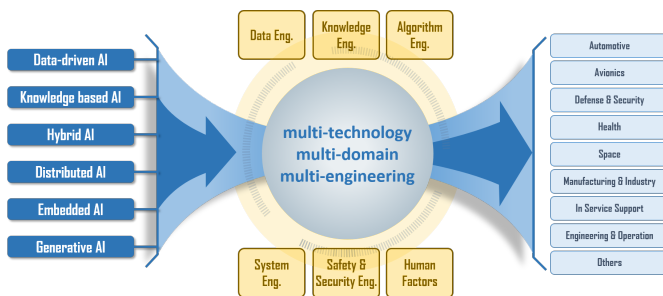 Data-driven AI
Knowledge based AI
Hybrid AI
Distributed AI
Embedded AI
Generative AI
Data Eng.
Knowledge
Eng.
Algorithm
Eng.
multi-technology
multi-domain
multi-engineering
System
Eng.
Safety &
Security Eng.
Human
Factors
Automotive
Avionics
Defense & Security
Health
Space
Manufacturing & Industry
In Service Support
Engineering & Operation
Others